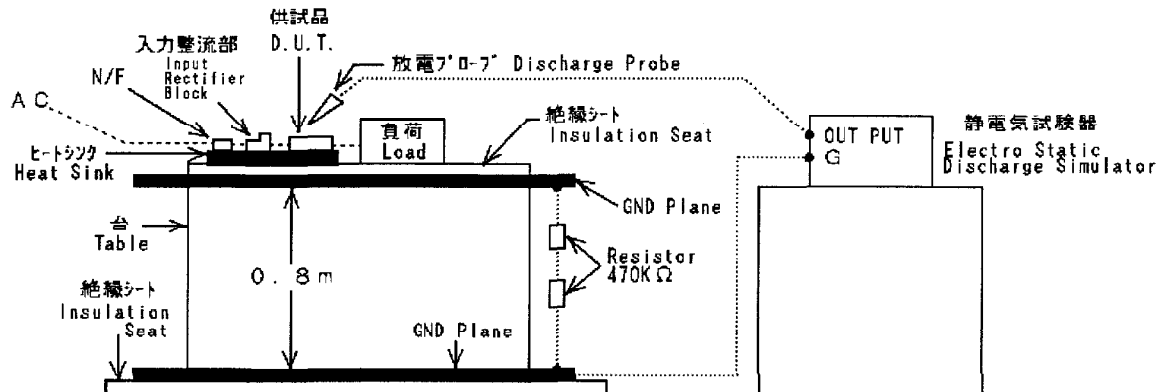 供試品
D.U.T.
入力整流部
Input
Rectifier
Block
N/F
放電プローブ Discharge Probe
AC
負荷
Load
絶縁シート
Insulation Seat
ヒートシンク
Heat Sink
OUT PUT
G
静電気試験器
Electro Static
Discharge Simulator
GND Plane
台
Table
0.8m
Resistor
470KΩ
絶縁シート
Insulation
Seat
GND Plane